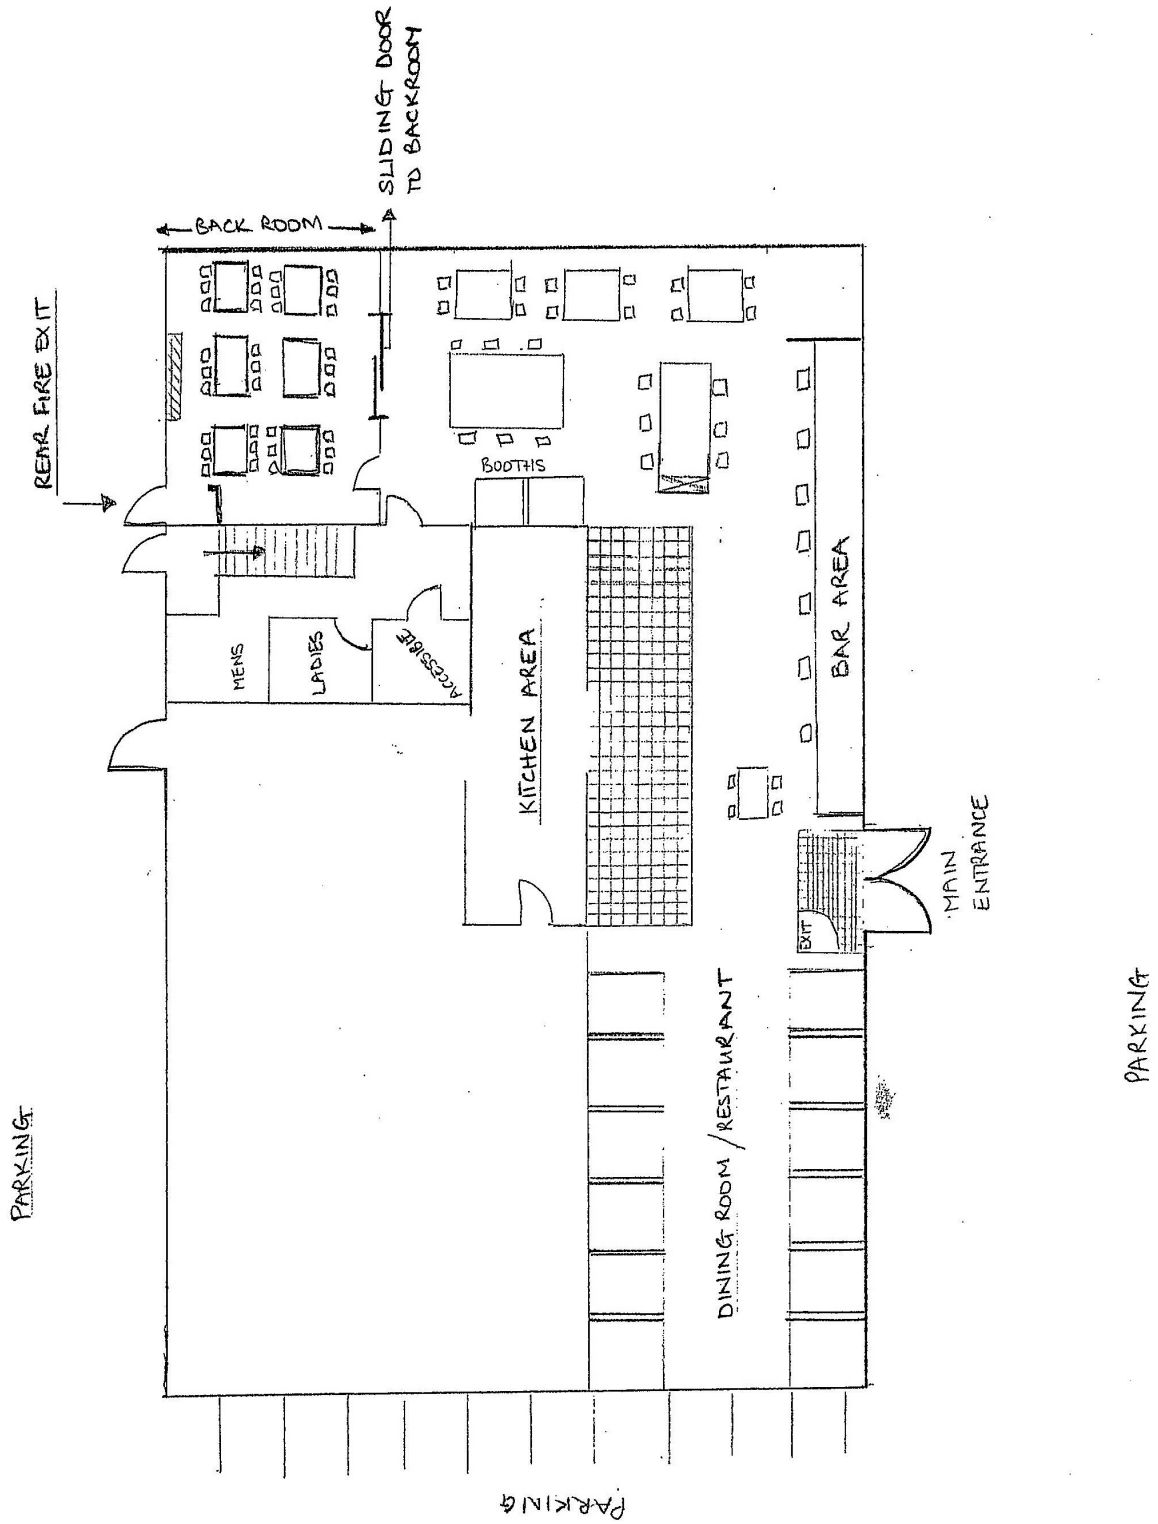 SLIDING DOOR
TO BACKROOM
BACK ROOM
REAR FIRE EXIT
BOOTHS
MENS
LADIES
ACCESSIBLE
KITCHEN AREA
BAR AREA
MAIN
ENTRANCE
EXIT
DINING ROOM / RESTAURANT
PARKING
PARKING
PARKING